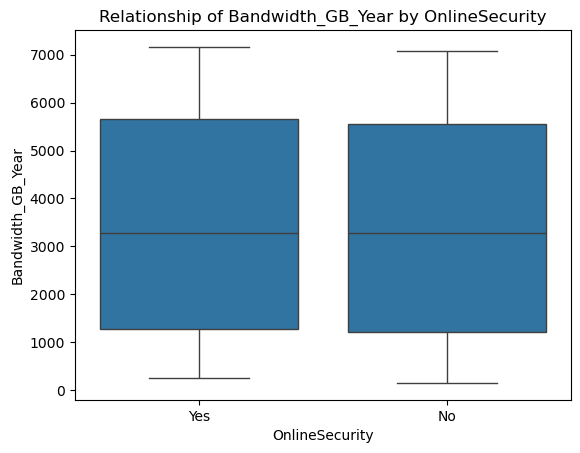 Relationship of Bandwidth_GB_Year by OnlineSecurity
7000
6000
5000
4000
3000
2000
1000
0
Bandwidth_GB_Year
Yes
No
OnlineSecurity